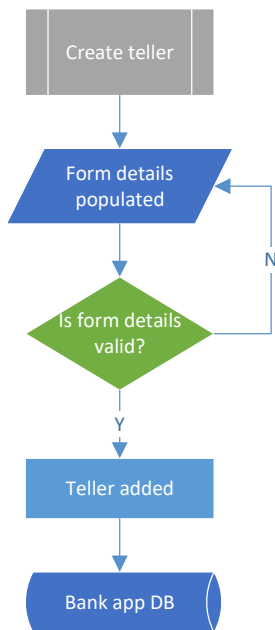 Create teller
Form details
populated
N
Is form details
valid?
Y
Teller added
Bank app DB